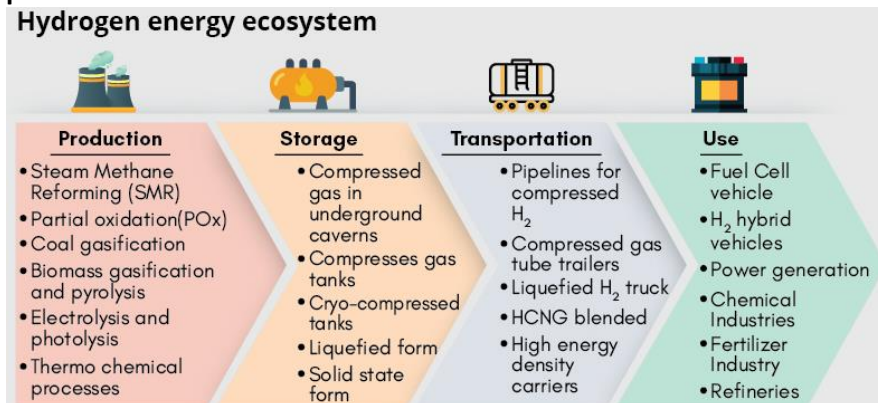 Hydrogen energy ecosystem
Production
• Steam Methane
Reforming (SMR)
• Partial oxidation(POx)
• Coal gasification
• Biomass gasification
and pyrolysis
• Electrolysis and
photolysis
• Thermo chemical
processes
Storage
• Compressed
gas in
underground
caverns
• Compresses gas
tanks
• Cryo-compressed
tanks
• Liquefied form
• Solid state
form
Transportation
• Pipelines for
compressed
H₂
• Compressed gas
tube trailers
• Liquefied H₂ truck
• HCNG blended
• High energy
density
carriers
Use
• Fuel Cell
vehicle
• H₂ hybrid
vehicles
• Power generation
• Chemical
Industries
• Fertilizer
Industry
• Refineries